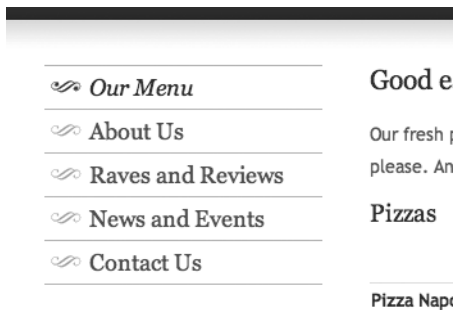 Our Menu
About Us
Raves and Reviews
News and Events
Contact Us
Good
Our fresh
please. An
Pizzas
Pizza